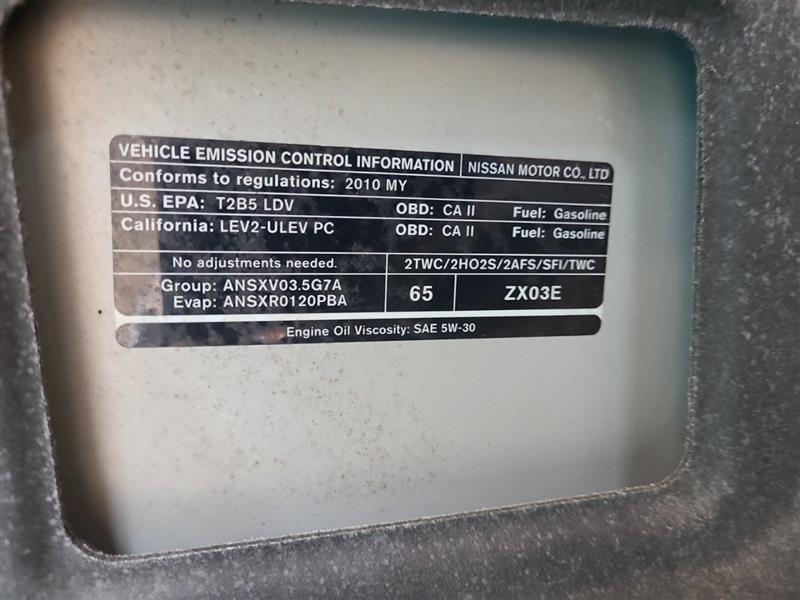 VEHICLE EMISSION CONTROL INFORMATION NISSAN MOTOR CO., LTD
Conforms to regulations: 2010 MY
U.S. EPA: T2B5 LDV OBD: CA II Fuel: Gasoline
California: LEV2-ULEV PC OBD: CA II Fuel: Gasoline
No adjustments needed. 2TWC/2HO2S/2AFS/SFI/TWC
Group: ANSXV03.5G7A
Evap: ANSXR0120PBA
65 ZX03E
Engine Oil Viscosity: SAE 5W-30